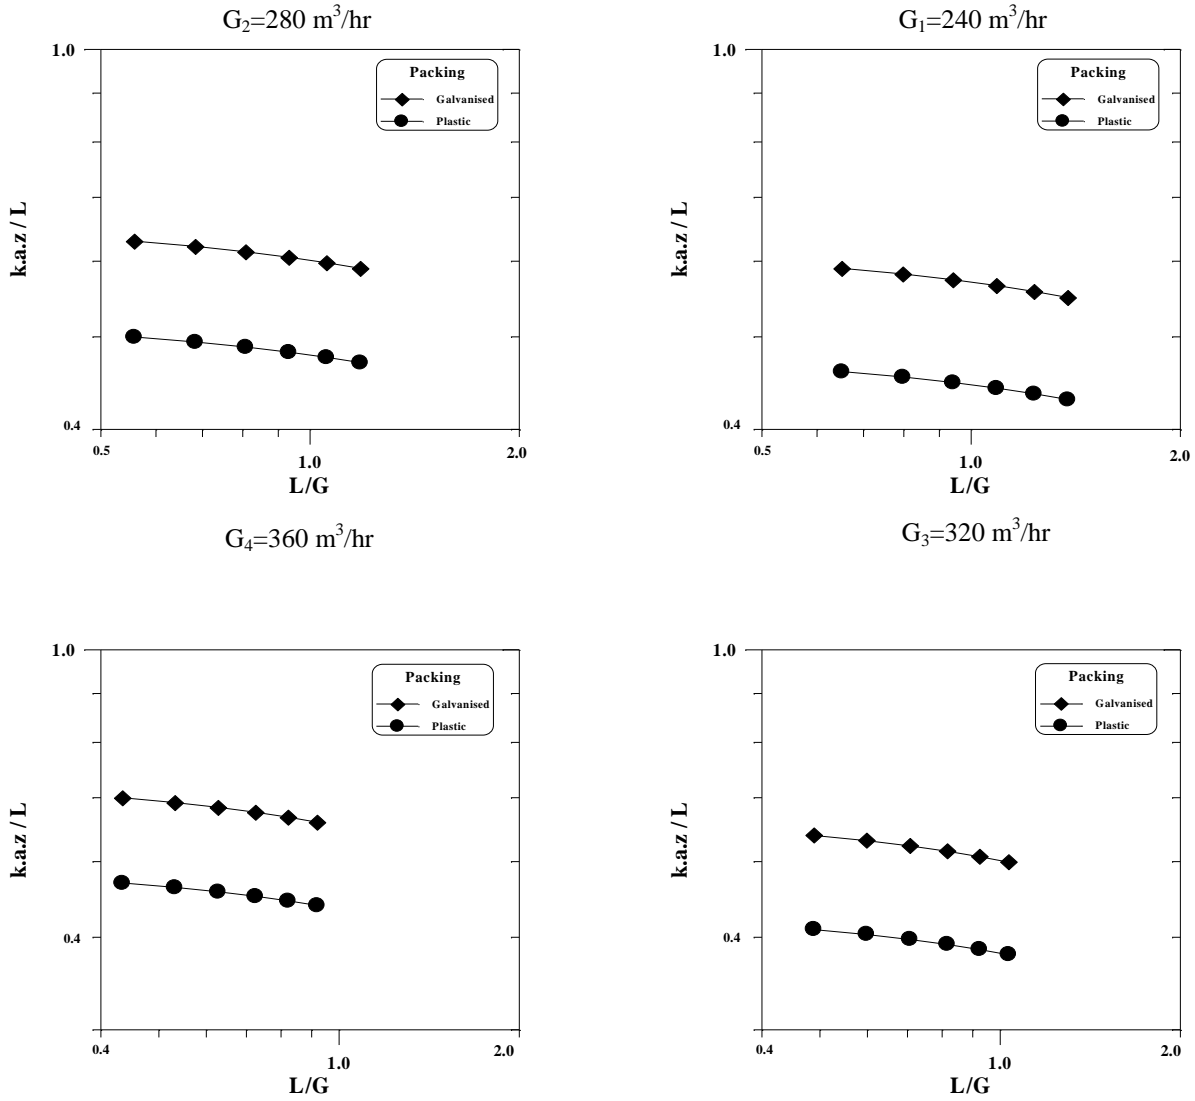 G₂=280 m³/hr
1.0
Packing
Galvanised
Plastic
k.a.z / L
0.4
0.5
1.0
2.0
L/G
G₁=240 m³/hr
1.0
Packing
Galvanised
Plastic
k.a.z / L
0.4
0.5
1.0
2.0
L/G
G₄=360 m³/hr
1.0
Packing
Galvanised
Plastic
k.a.z / L
0.4
0.4
1.0
2.0
L/G
G₃=320 m³/hr
1.0
Packing
Galvanised
Plastic
k.a.z / L
0.4
0.4
1.0
2.0
L/G